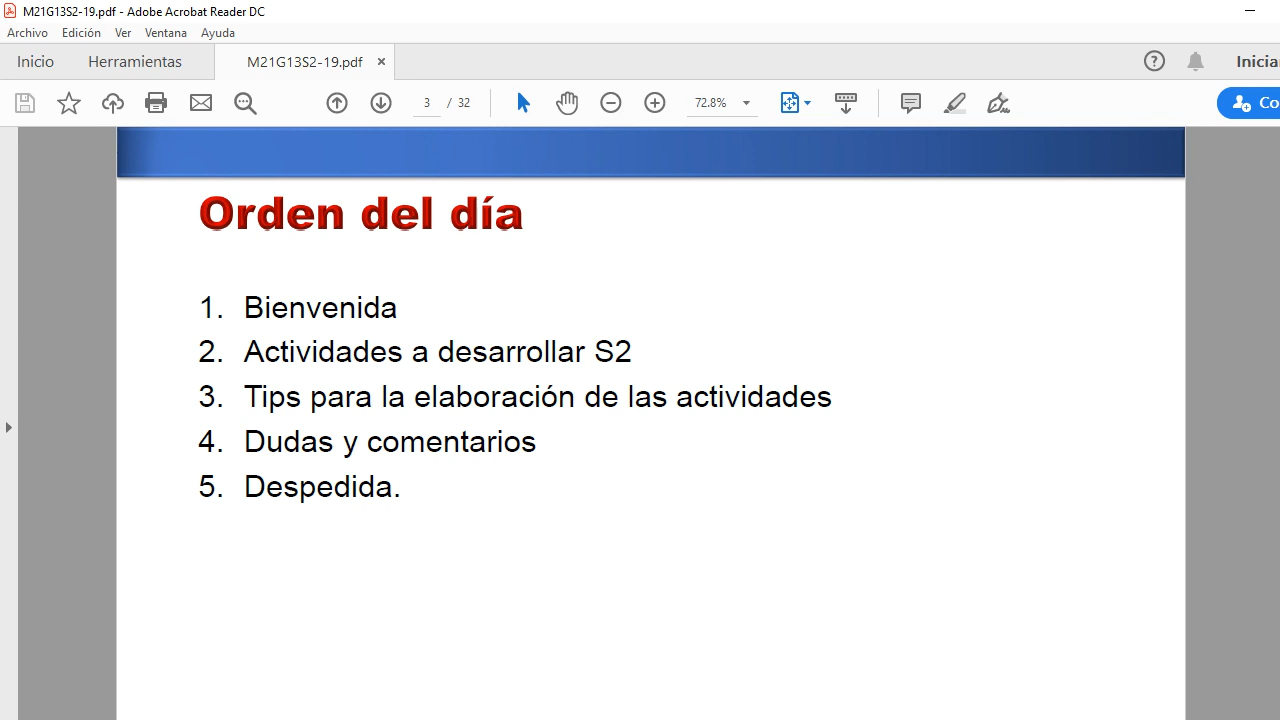 M21G13S2-19.pdf - Adobe Acrobat Reader DC
Archivo Edición Ver Ventana Ayuda
Inicio Herramientas M21G13S2-19.pdf ×
3 / 32 72.8%
Orden del día
1. Bienvenida
2. Actividades a desarrollar S2
3. Tips para la elaboración de las actividades
4. Dudas y comentarios
5. Despedida.